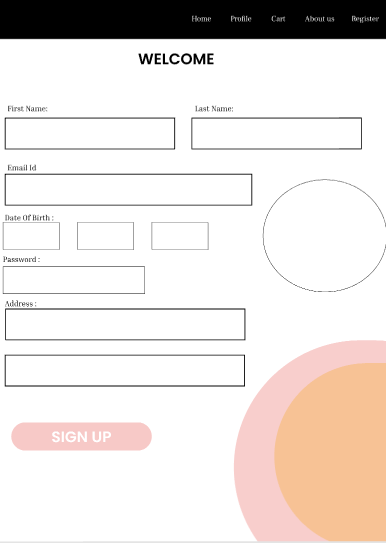 Home Profile Cart About us Register
WELCOME
First Name: Last Name:
Email Id
Date Of Birth :
Password :
Address :
SIGN UP